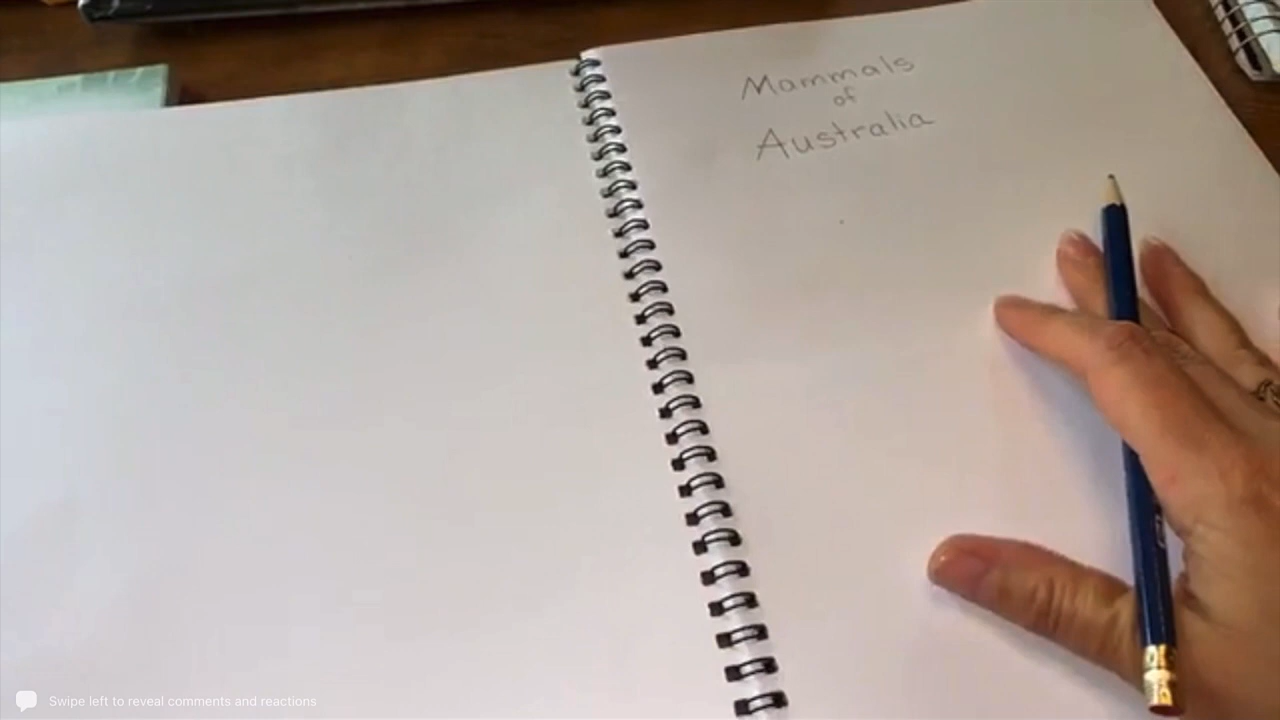 Mammals
of
Australia
Swipe left to reveal comments and reactions